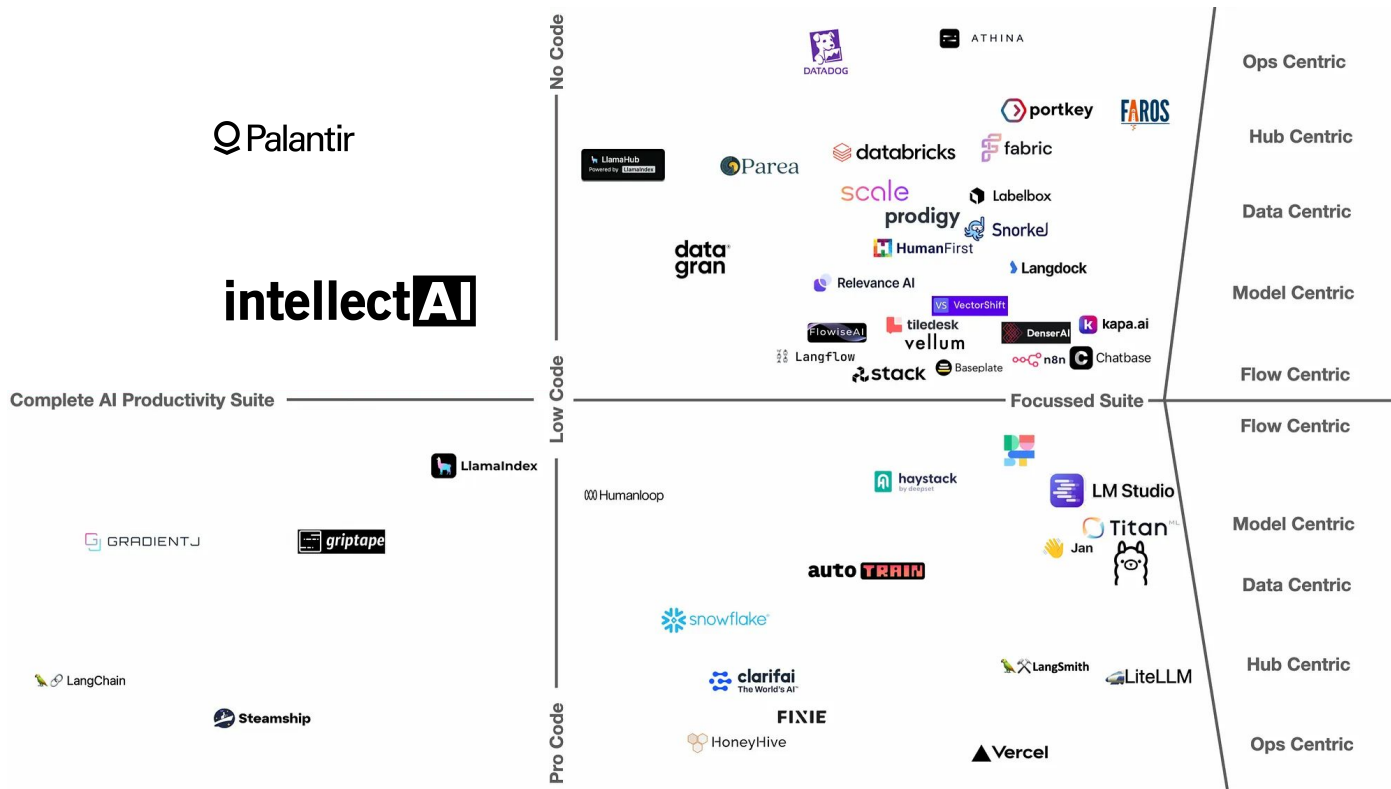 No Code
DATADOG
ATHINA
Ops Centric
portkey
FAROS
Palantir
Hub Centric
LlamaHub
Powered by LlamaIndex
Parea
databricks
fabric
scale
Labelbox
prodigy
Snorkel
Data Centric
data
gran
HumanFirst
Langdock
Relevance AI
intellectAI
VS VectorShift
Model Centric
FlowiseAI
tiledesk
vellum
DenserAI
kapa.ai
Langflow
stack
Baseplate
n8n
Chatbase
Flow Centric
Complete AI Productivity Suite
Low Code
Focussed Suite
Flow Centric
LlamaIndex
Humanloop
haystack
by deepset
LM Studio
GRADIENTJ
griptape
Titan ML
Model Centric
Jan
auto TRAIN
Data Centric
snowflake
LangChain
clarifai
The World's AI™
LangSmith
LiteLLM
Hub Centric
Steamship
FIXIE
HoneyHive
Vercel
Pro Code
Ops Centric